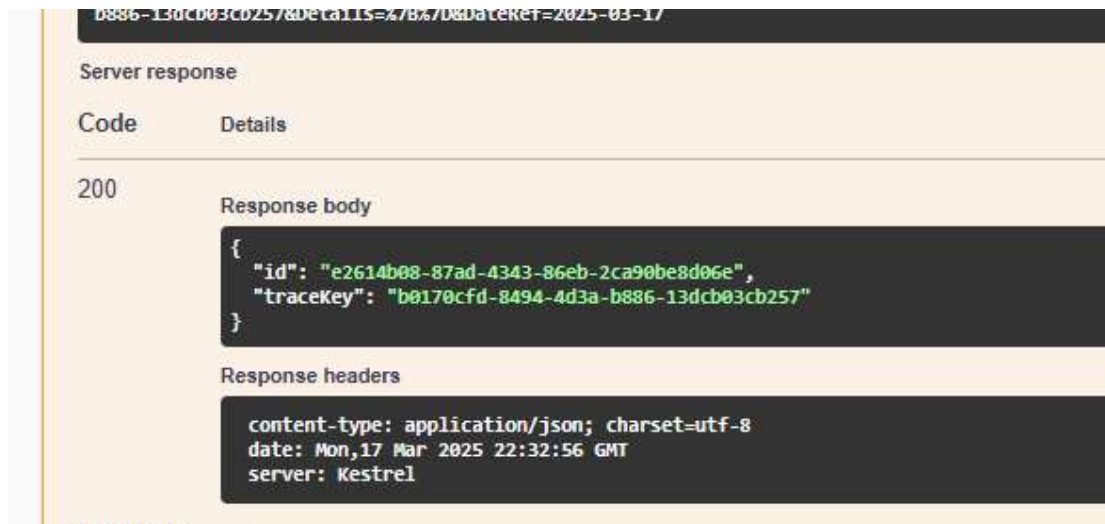 b886-13dcb03cb257&Details=%7B%7D&DateRef=2025-03-17
Server response
Code Details
200
Response body
{
"id": "e2614b08-87ad-4343-86eb-2ca90be8d06e",
"traceKey": "b0170cfd-8494-4d3a-b886-13dcb03cb257"
}
Response headers
content-type: application/json; charset=utf-8
date: Mon,17 Mar 2025 22:32:56 GMT
server: Kestrel